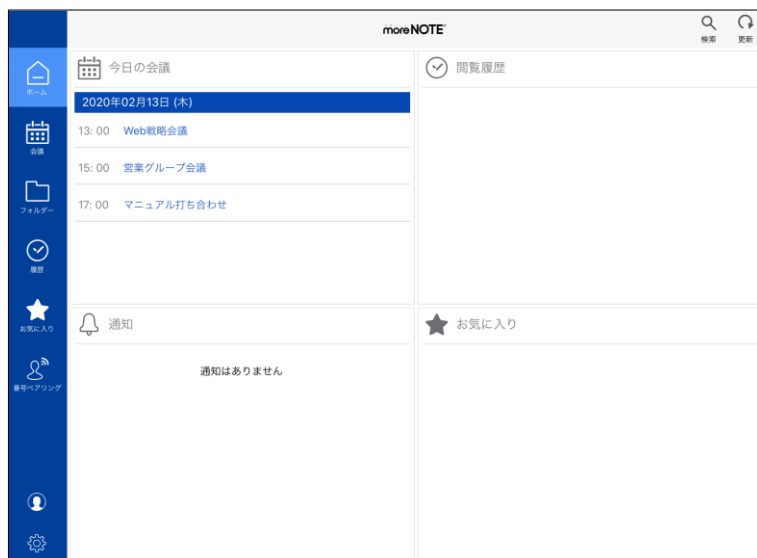 moreNOTE
検索
更新
ホーム
会議
フォルダー
履歴
お気に入り
番号ペアリング
今日の会議
2020年02月13日 (木)
13:00 Web戦略会議
15:00 営業グループ会議
17:00 マニュアル打ち合わせ
閲覧履歴
通知
通知はありません
お気に入り